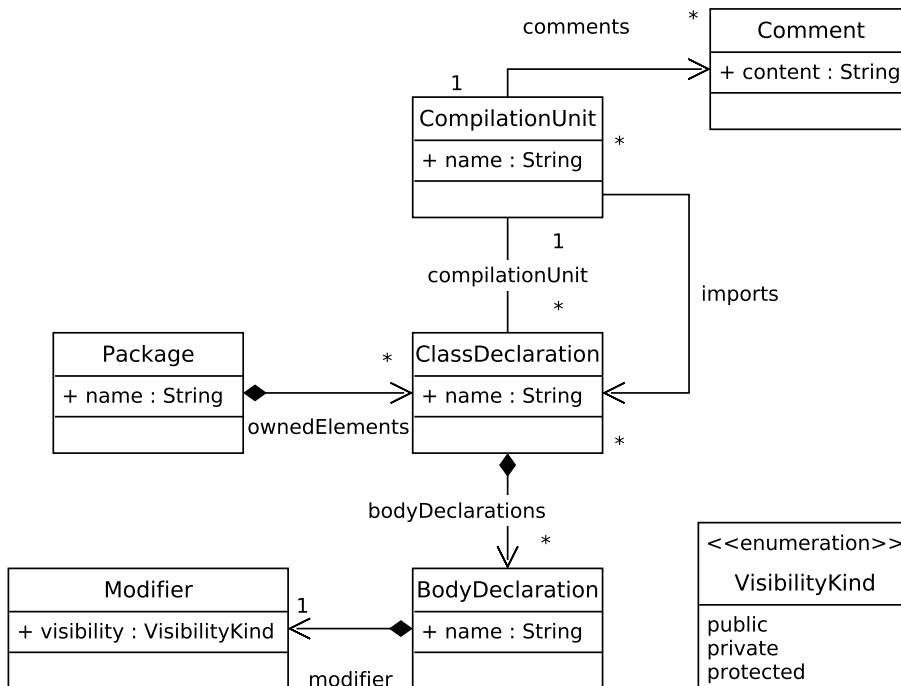 comments
*
Comment
+ content : String
1
CompilationUnit
+ name : String
*
1
compilationUnit
*
imports
Package
+ name : String
*
ownedElements
ClassDeclaration
+ name : String
*
bodyDeclarations
*
<<enumeration>>
VisibilityKind
public
private
protected
Modifier
+ visibility : VisibilityKind
1
modifier
BodyDeclaration
+ name : String